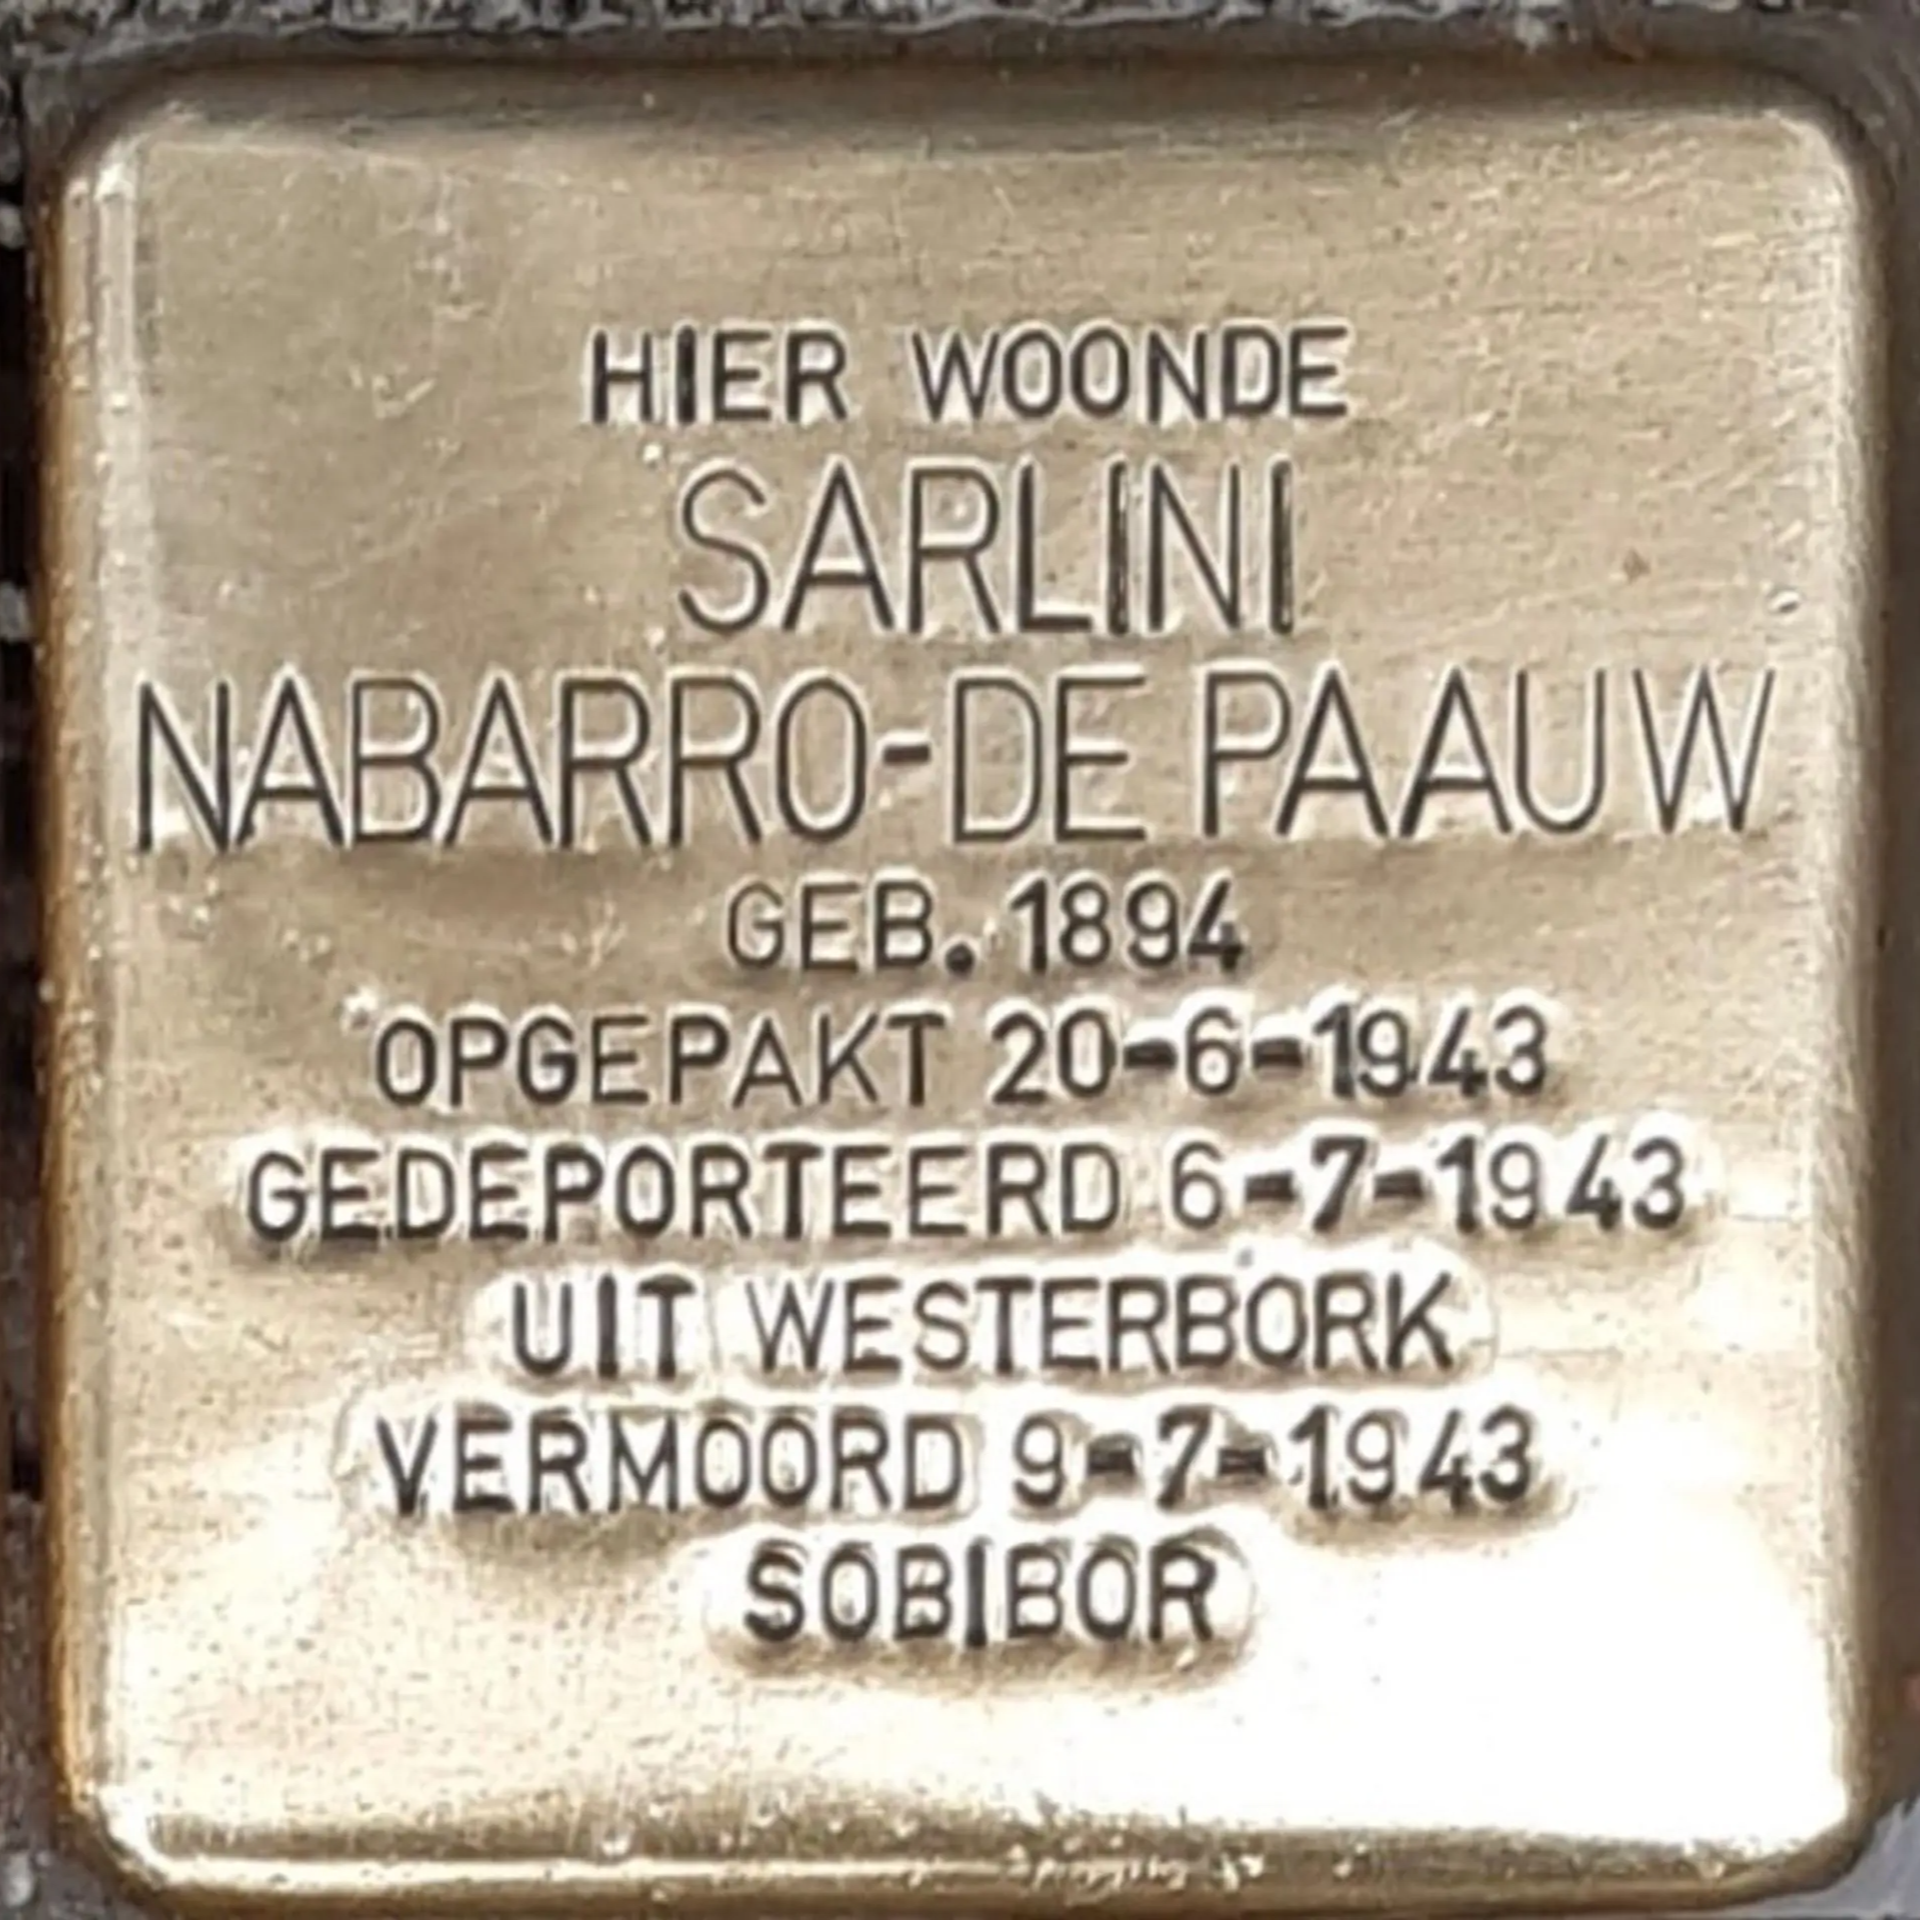 HIER WOONDE
SARLINI
NABARRO-DE PAAUW
GEB. 1894
OPGEPAKT 20-6-1943
GEDEPORTEERD 6-7-1943
UIT WESTERBORK
VERMOORD 9-7-1943
SOBIBOR